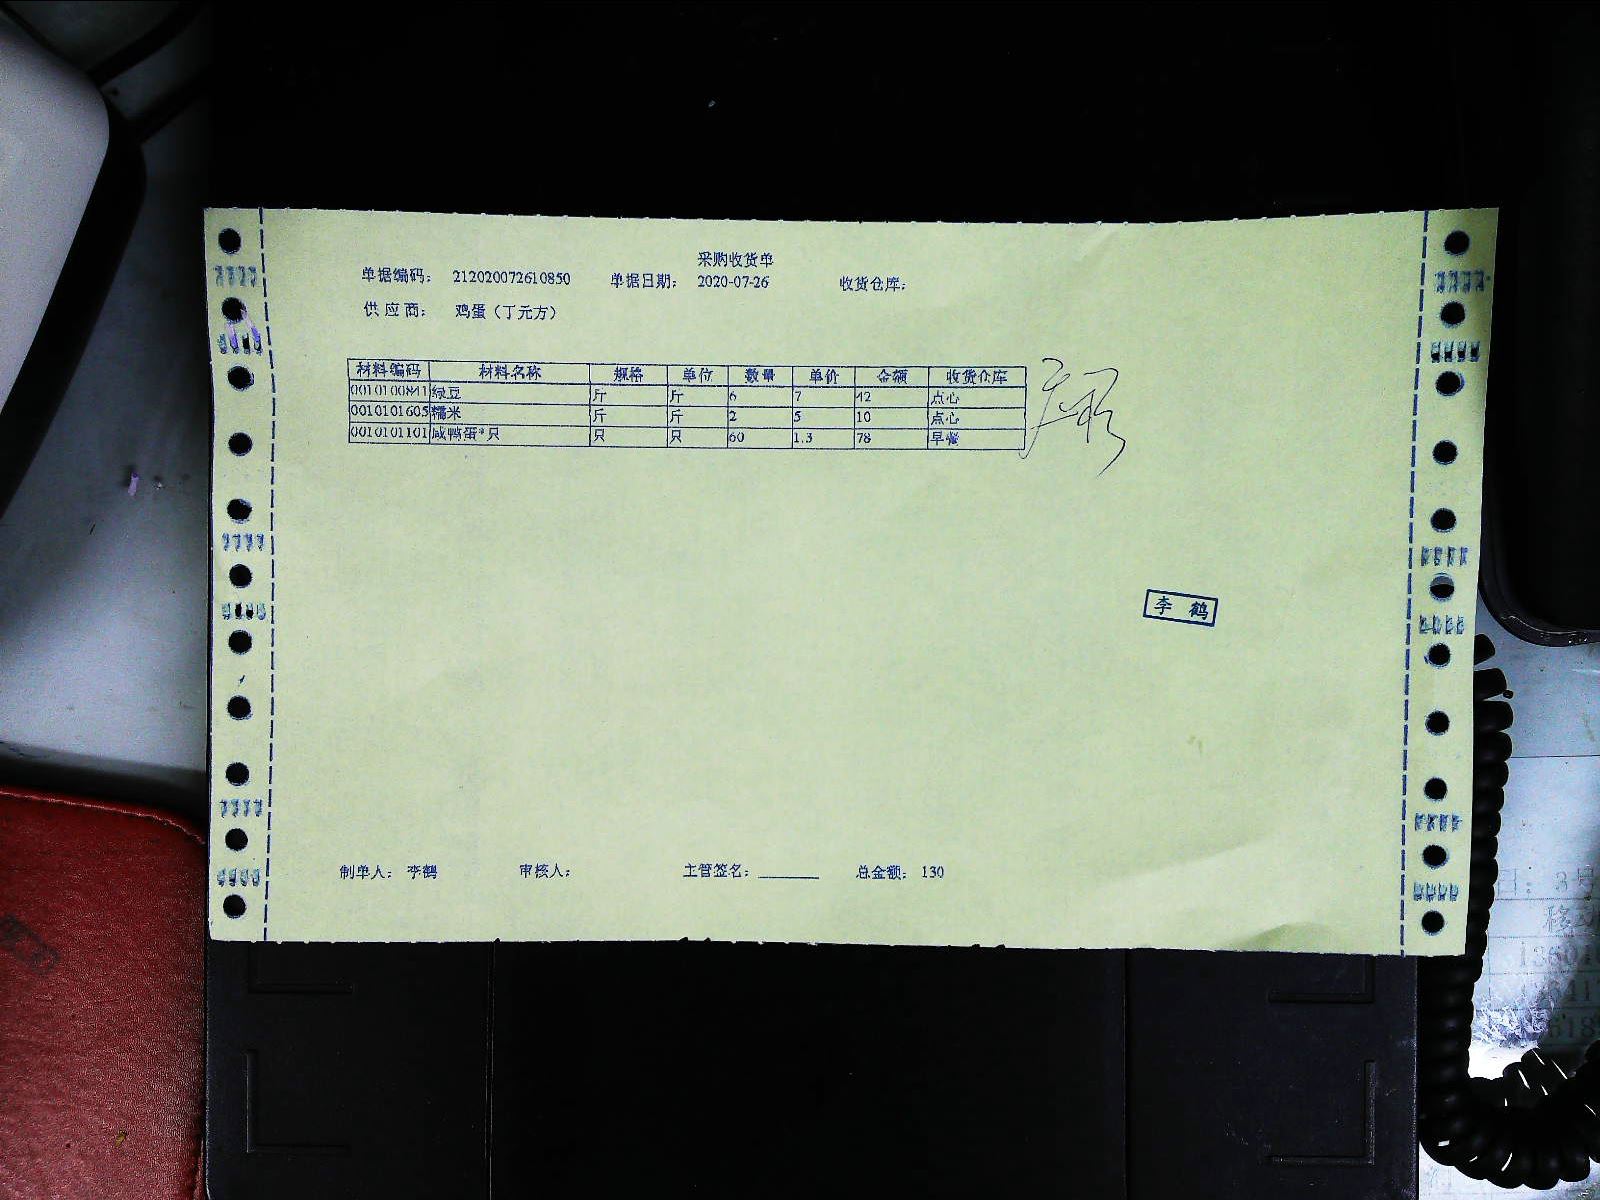 采购收货单
单据编码： 212020072610850 单据日期： 2020-07-26 收货仓库：
供 应 商： 鸡蛋（丁元方）
材料编码 材料名称 规格 单位 数量 单价 金额 收货仓库
0010100841 绿豆 斤 斤 6 7 42 点心
0010101605 糯米 斤 斤 2 5 10 点心
0010101101 咸鸭蛋*只 只 只 60 1.3 78 早餐
李 鹤
制单人： 李鹤 审核人： 主管签名：______ 总金额： 130